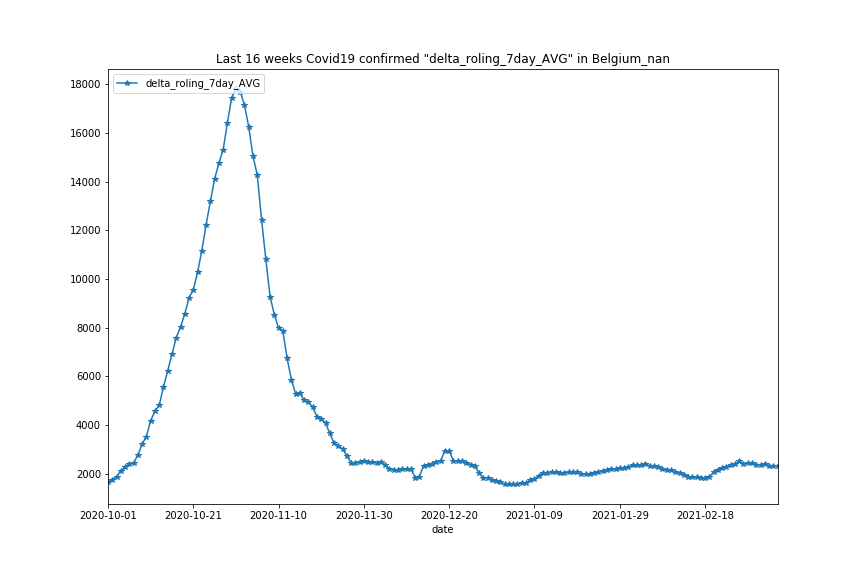 Last 16 weeks Covid19 confirmed "delta_roling_7day_AVG" in Belgium_nan
delta_roling_7day_AVG
18000
16000
14000
12000
10000
8000
6000
4000
2000
2020-10-01 2020-10-21 2020-11-10 2020-11-30 2020-12-20 2021-01-09 2021-01-29 2021-02-18
date